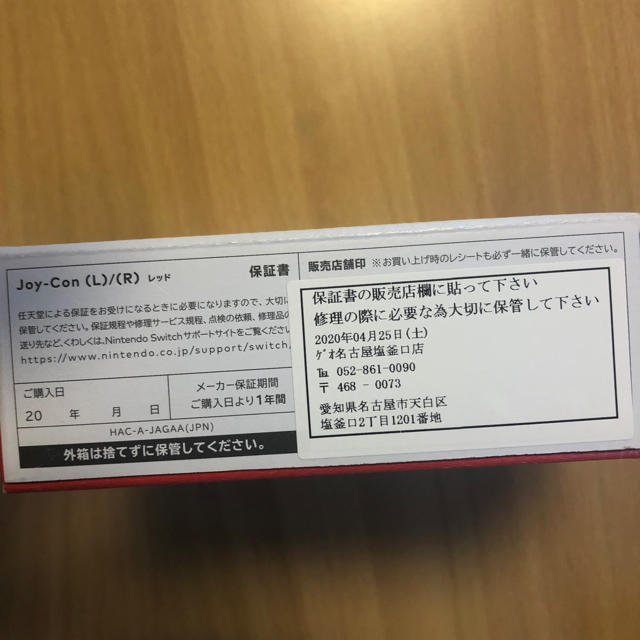 Joy-Con (L)/(R) レッド 保証書
任天堂による保証をお受けになるときに必要になりますので、大切に
保管してください。保証規程や修理サービス規程、点検の依頼、修理品の
送り先など、くわしくは、Nintendo Switchサポートサイトをご覧ください
https://www.nintendo.co.jp/support/switch/
ご購入日
20 年 月 日
メーカー保証期間
ご購入日より1年間
HAC-A-JAGAA(JPN)
外箱は捨てずに保管してください。
販売店舗印 ※お買い上げ時のレシートも必ず一緒に保管してください。
保証書の販売店欄に貼って下さい
修理の際に必要な為大切に保管して下さい
2020年04月25日(土)
ゲオ名古屋塩釜口店
℡ 052-861-0090
〒 468 - 0073
愛知県名古屋市天白区
塩釜口2丁目1201番地